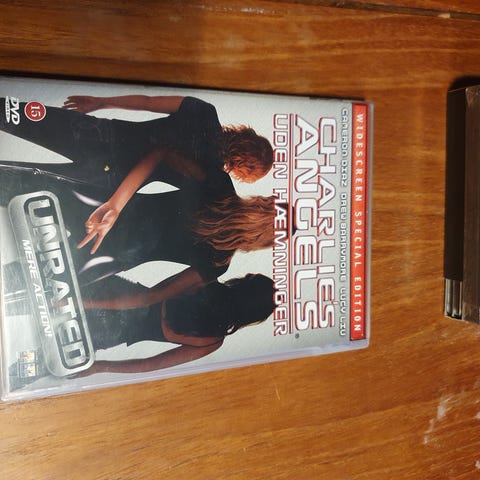 WIDESCREEN SPECIAL EDITION
CAMERON DIAZ DREW BARRYMORE LUCY LIU
CHARLIE'S
ANGELS
UDEN HÆMNINGER
UNRATED
MERE ACTION!
15
DVD